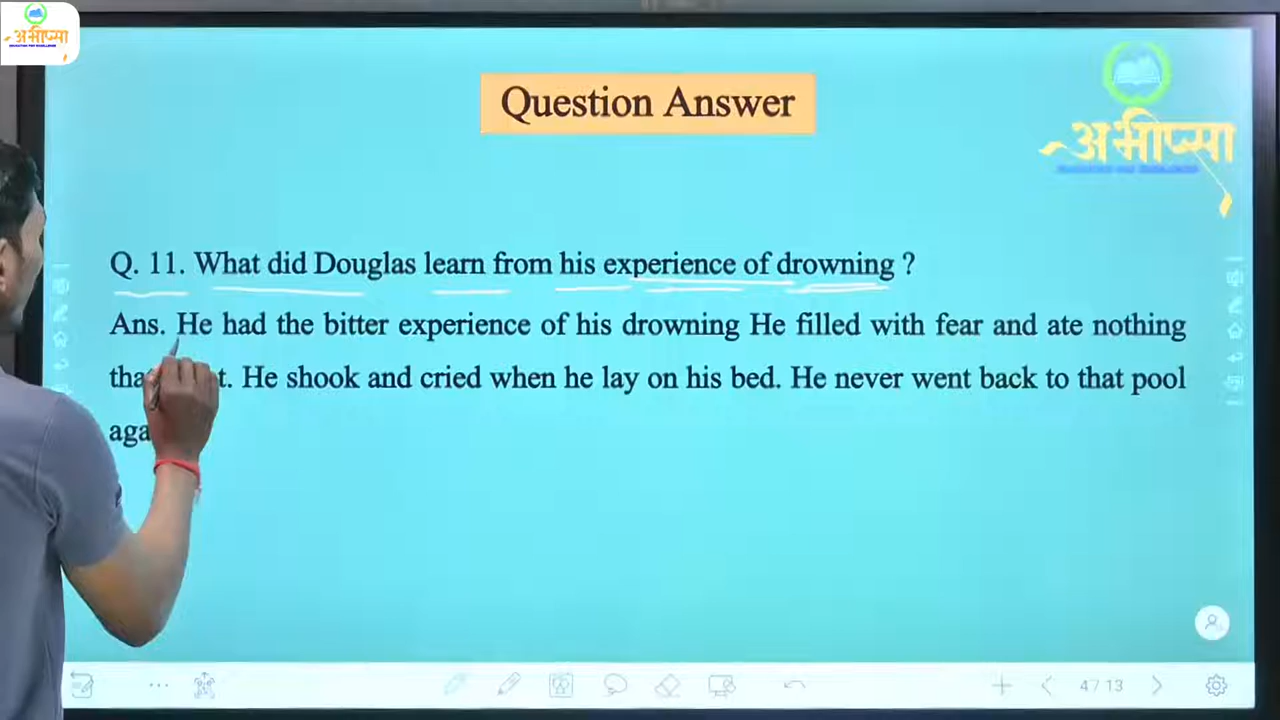 अभीप्सा
Question Answer
अभीप्सा
Q. 11. What did Douglas learn from his experience of drowning ?
Ans. He had the bitter experience of his drowning He filled with fear and ate nothing
He shook and cried when he lay on his bed. He never went back to that pool
47/13